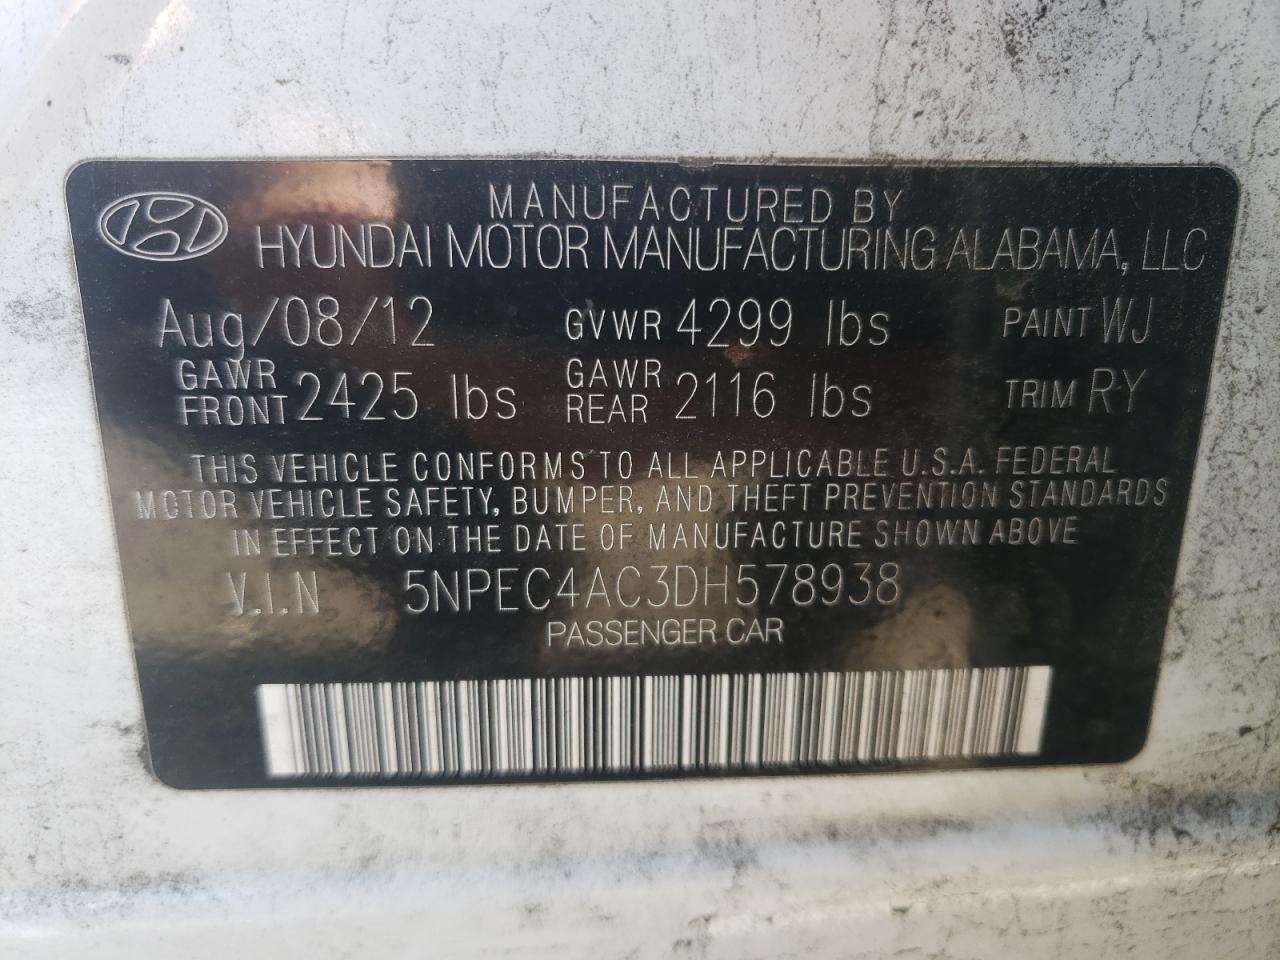 MANUFACTURED BY
HYUNDAI MOTOR MANUFACTURING ALABAMA, LLC
Aug/08/12 GVWR 4299 lbs PAINT WJ
GAWR FRONT 2425 lbs GAWR REAR 2116 lbs TRIM RY
THIS VEHICLE CONFORMS TO ALL APPLICABLE U.S.A. FEDERAL
MOTOR VEHICLE SAFETY, BUMPER, AND THEFT PREVENTION STANDARDS
IN EFFECT ON THE DATE OF MANUFACTURE SHOWN ABOVE
V.I.N 5NPEC4AC3DH578938
PASSENGER CAR